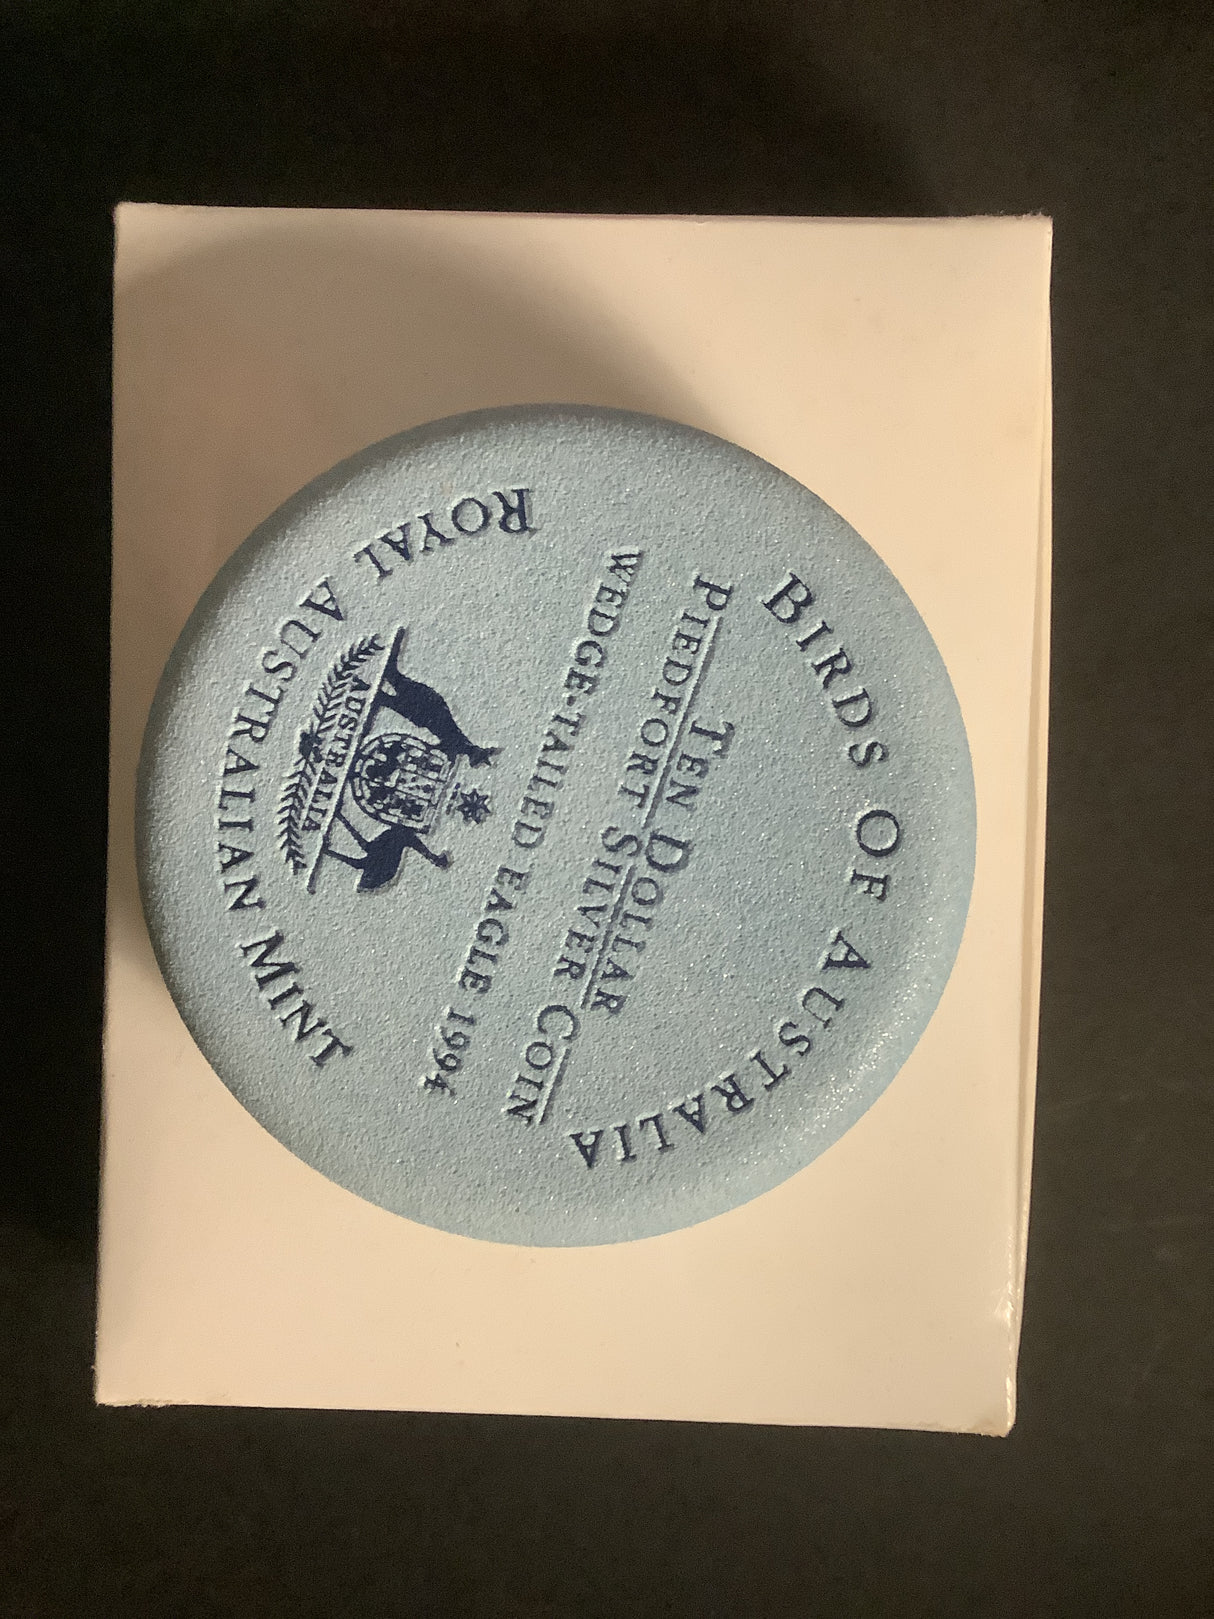 BIRDS OF AUSTRALIA
TEN DOLLAR
PIEDFORT SILVER COIN
WEDGE-TAILED EAGLE 1994
AUSTRALIA
ROYAL AUSTRALIAN MINT